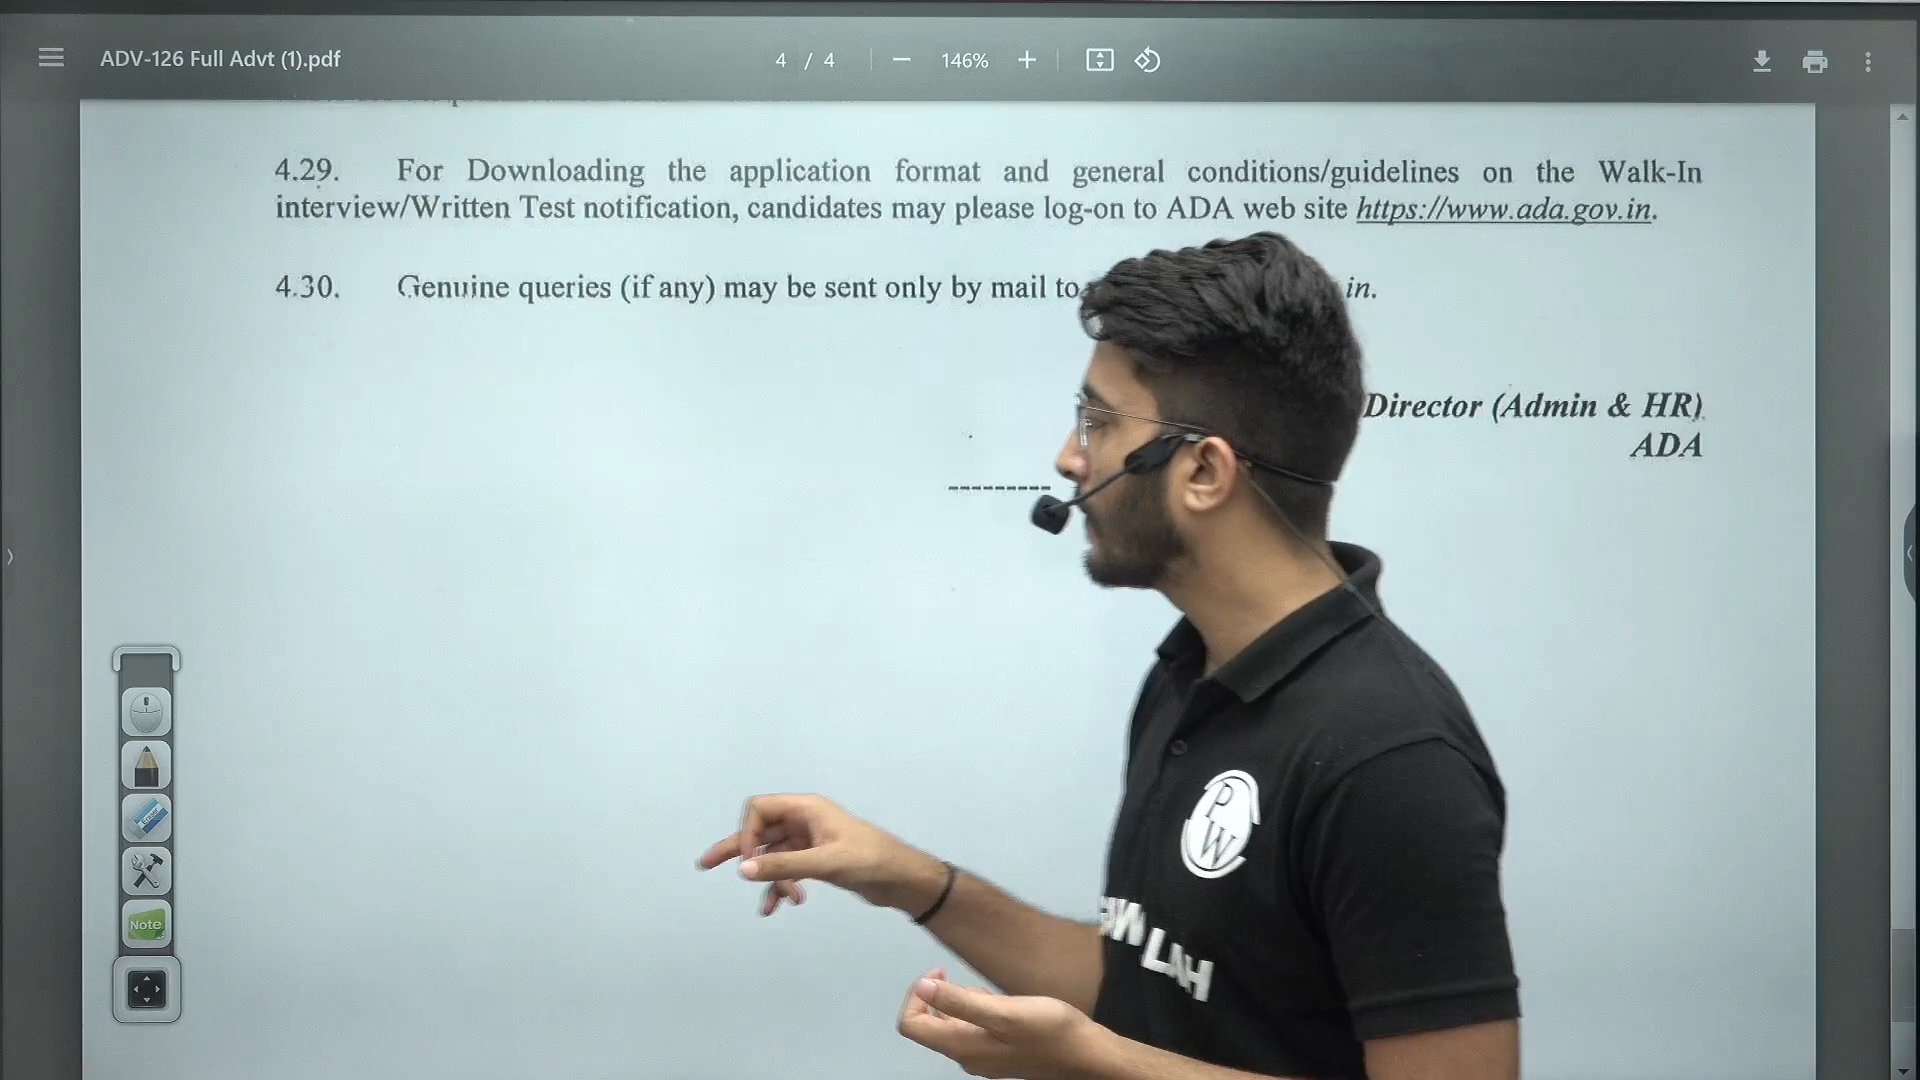 ADV-126 Full Advt (1).pdf
4 / 4
146%
4.29. For Downloading the application format and general conditions/guidelines on the Walk-In
interview/Written Test notification, candidates may please log-on to ADA web site https://www.ada.gov.in.
4.30. Genuine queries (if any) may be sent only by mail to in.
Director (Admin & HR)
ADA
---------
Eraser
Note
PW